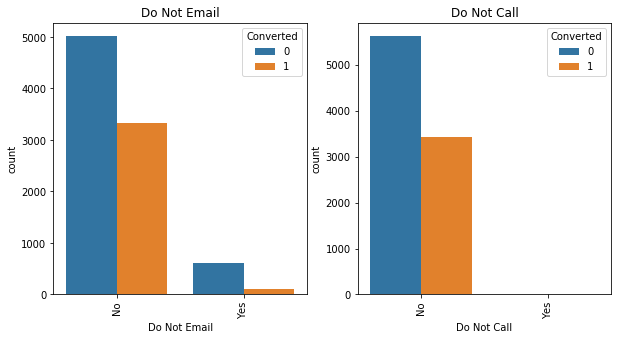 Do Not Email
Converted
0
1
5000
4000
3000
2000
1000
0
count
No
Yes
Do Not Email
Do Not Call
Converted
0
1
5000
4000
3000
2000
1000
0
count
No
Yes
Do Not Call